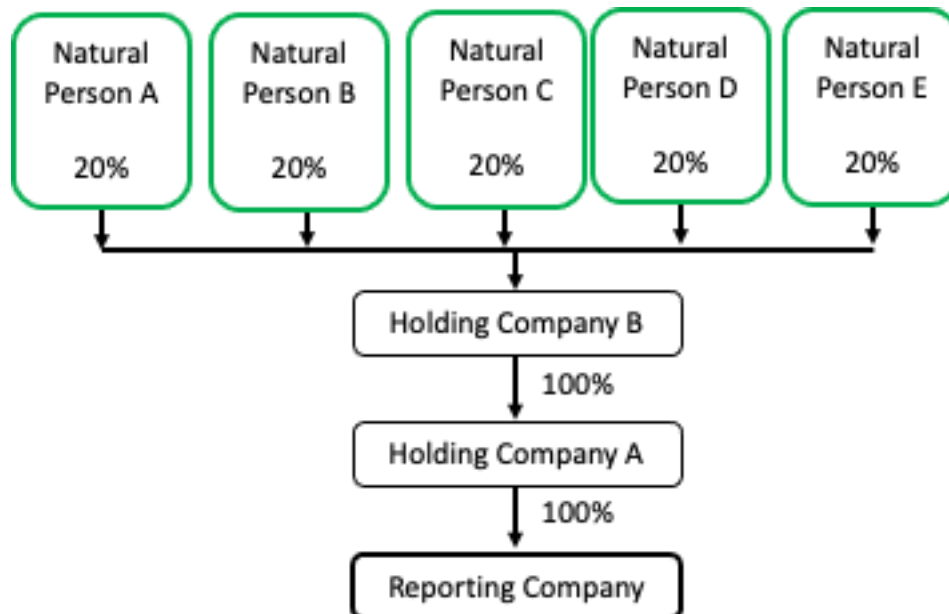 Natural
Person A
20%
Natural
Person B
20%
Natural
Person C
20%
Natural
Person D
20%
Natural
Person E
20%
Holding Company B
100%
Holding Company A
100%
Reporting Company